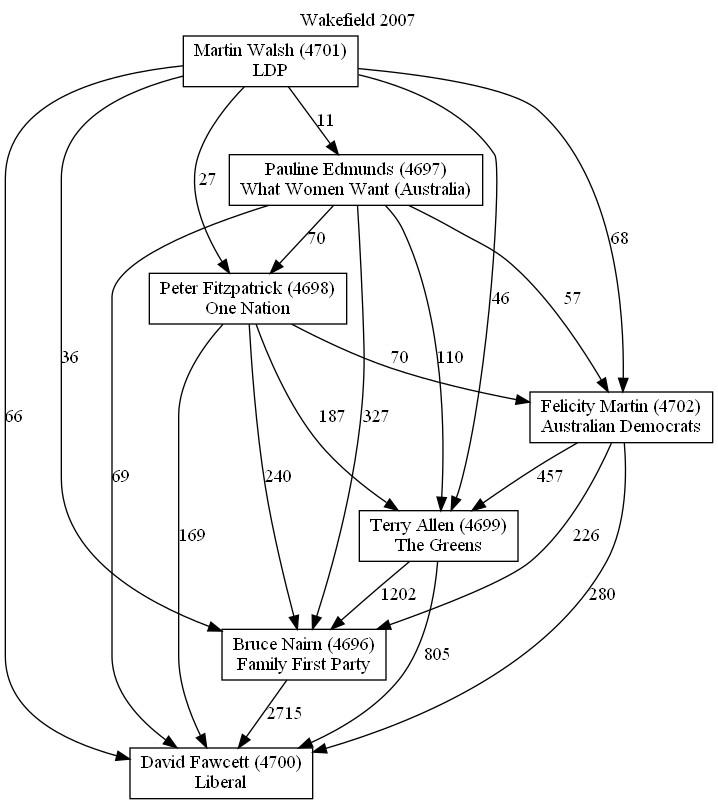 Wakefield 2007
Martin Walsh (4701)
LDP
11
Pauline Edmunds (4697)
What Women Want (Australia)
27
70
68
Peter Fitzpatrick (4698)
One Nation
46
57
36
110
70
66
Felicity Martin (4702)
Australian Democrats
187
327
69
240
457
169
Terry Allen (4699)
The Greens
226
1202
280
Bruce Nairn (4696)
Family First Party
805
2715
David Fawcett (4700)
Liberal